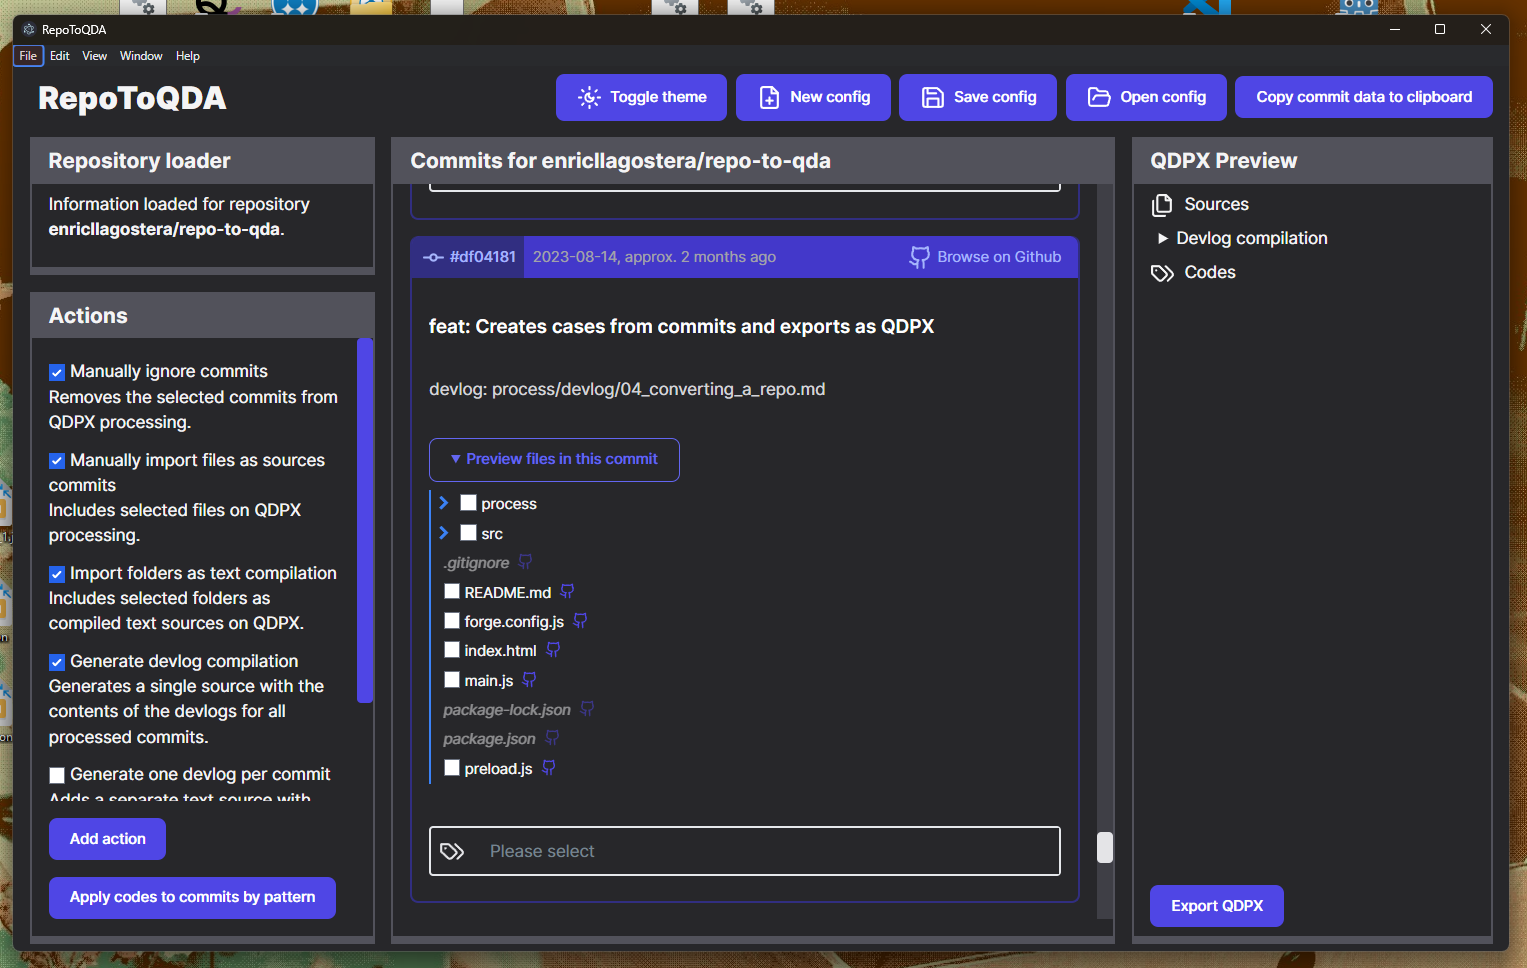 RepoToQDA
File Edit View Window Help
RepoToQDA
Toggle theme
New config
Save config
Open config
Copy commit data to clipboard
Repository loader
Information loaded for repository
enricllagostera/repo-to-qda.
Actions
Manually ignore commits
Removes the selected commits from
QDPX processing.
Manually import files as sources
commits
Includes selected files on QDPX
processing.
Import folders as text compilation
Includes selected folders as
compiled text sources on QDPX.
Generate devlog compilation
Generates a single source with the
contents of the devlogs for all
processed commits.
Generate one devlog per commit
Adds a separate text source with
Add action
Apply codes to commits by pattern
Commits for enricllagostera/repo-to-qda
#df04181
2023-08-14, approx. 2 months ago
Browse on Github
feat: Creates cases from commits and exports as QDPX
devlog: process/devlog/04_converting_a_repo.md
Preview files in this commit
process
src
.gitignore
README.md
forge.config.js
index.html
main.js
package-lock.json
package.json
preload.js
Please select
QDPX Preview
Sources
Devlog compilation
Codes
Export QDPX